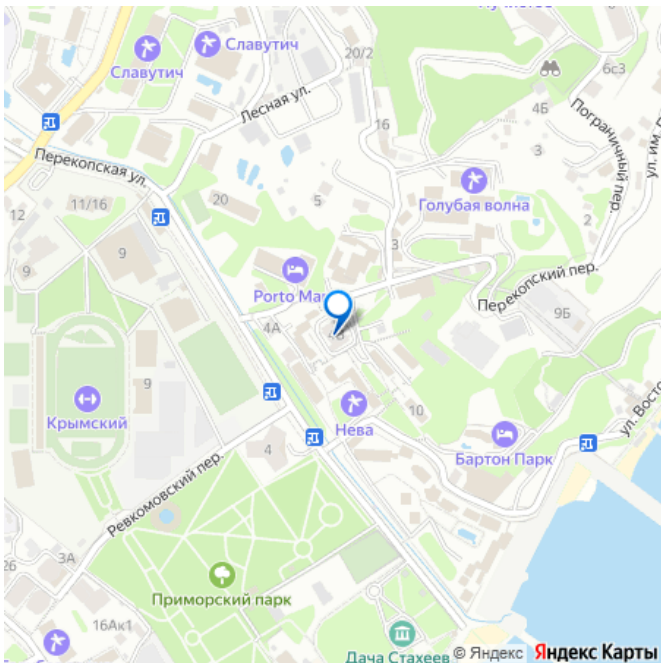 Славутич
Славутич
20/2
6с3
Лесная ул.
4Б
Пограничный пер.
16
3
Перекопская ул.
Голубая волна
11/16
20
5
12
2
9
3
9
Перекопский пер.
Porto Mar
4А
9Б
9
Крымский
10
ул. Восто
Нева
4
Бартон Парк
Ревкомовский пер.
3А
26
Приморский парк
16Ак1
Дача Стахеев
© Яндекс Яндекс Карты